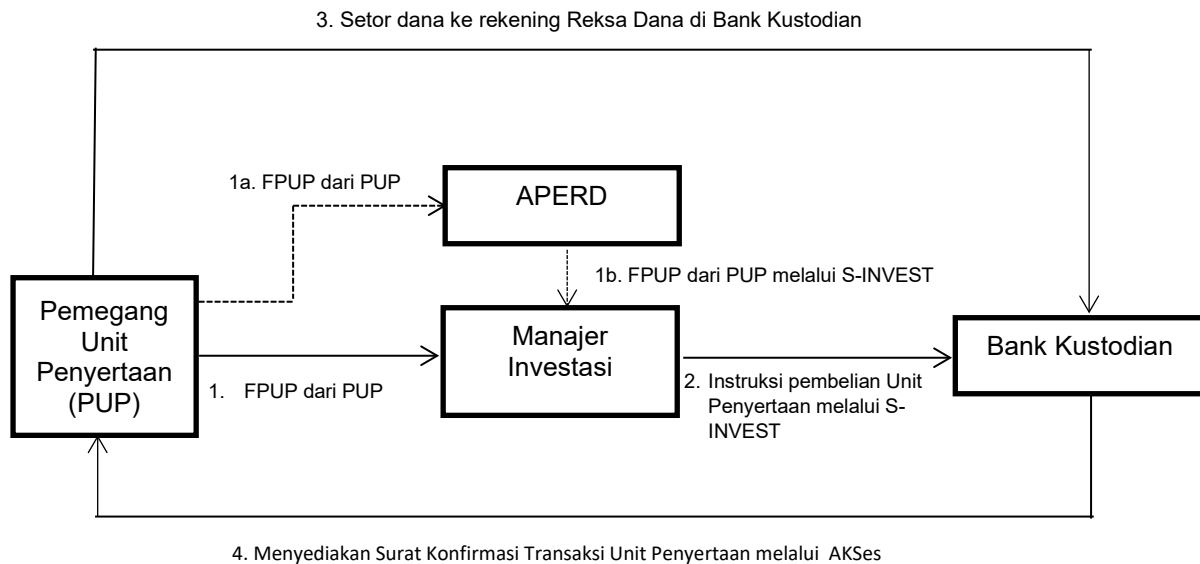 3. Setor dana ke rekening Reksa Dana di Bank Kustodian
1a. FPUP dari PUP
APERD
1b. FPUP dari PUP melalui S-INVEST
Pemegang
Unit
Penyertaan
(PUP)
Manajer
Investasi
Bank Kustodian
1. FPUP dari PUP
2. Instruksi pembelian Unit
Penyertaan melalui S-
INVEST
4. Menyediakan Surat Konfirmasi Transaksi Unit Penyertaan melalui AKSes